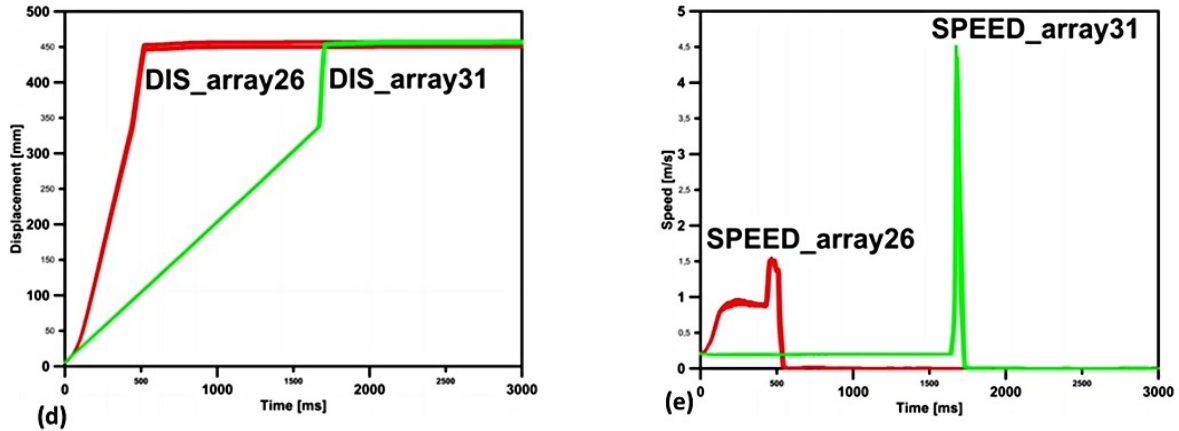 500
450
400
350
300
250
200
150
100
50
0
Displacement [mm]
DIS_array26 DIS_array31
0 500 1000 1500 2000 2500 3000
Time [ms]
(d)
5
4,5
4
3,5
3
2,5
2
1,5
1
0,5
0
Speed [m/s]
SPEED_array31
SPEED_array26
0 500 1000 1500 2000 2500 3000
Time [ms]
(e)